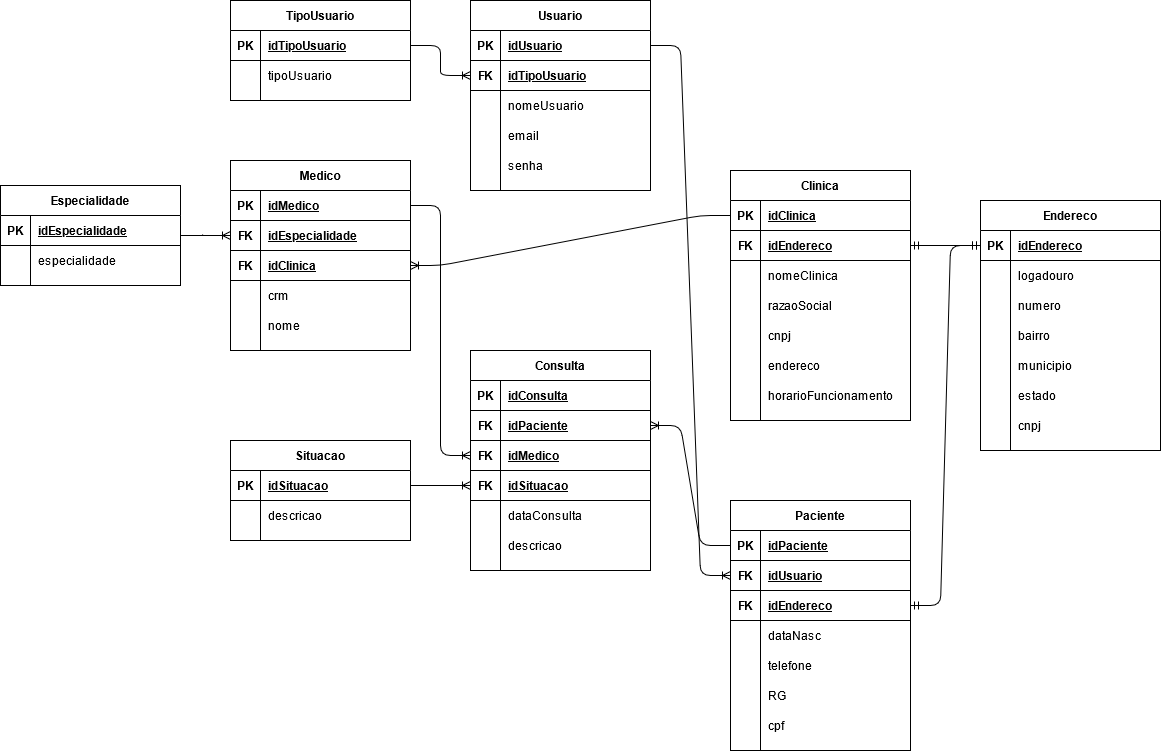 TipoUsuario
PK idTipoUsuario
tipoUsuario
Usuario
PK idUsuario
FK idTipoUsuario
nomeUsuario
email
senha
Especialidade
PK idEspecialidade
especialidade
Medico
PK idMedico
FK idEspecialidade
FK idClinica
crm
nome
Clinica
PK idClinica
FK idEndereco
nomeClinica
razaoSocial
cnpj
endereco
horarioFuncionamento
Endereco
PK idEndereco
logadouro
numero
bairro
municipio
estado
cnpj
Situacao
PK idSituacao
descricao
Consulta
PK idConsulta
FK idPaciente
FK idMedico
FK idSituacao
dataConsulta
descricao
Paciente
PK idPaciente
FK idUsuario
FK idEndereco
dataNasc
telefone
RG
cpf